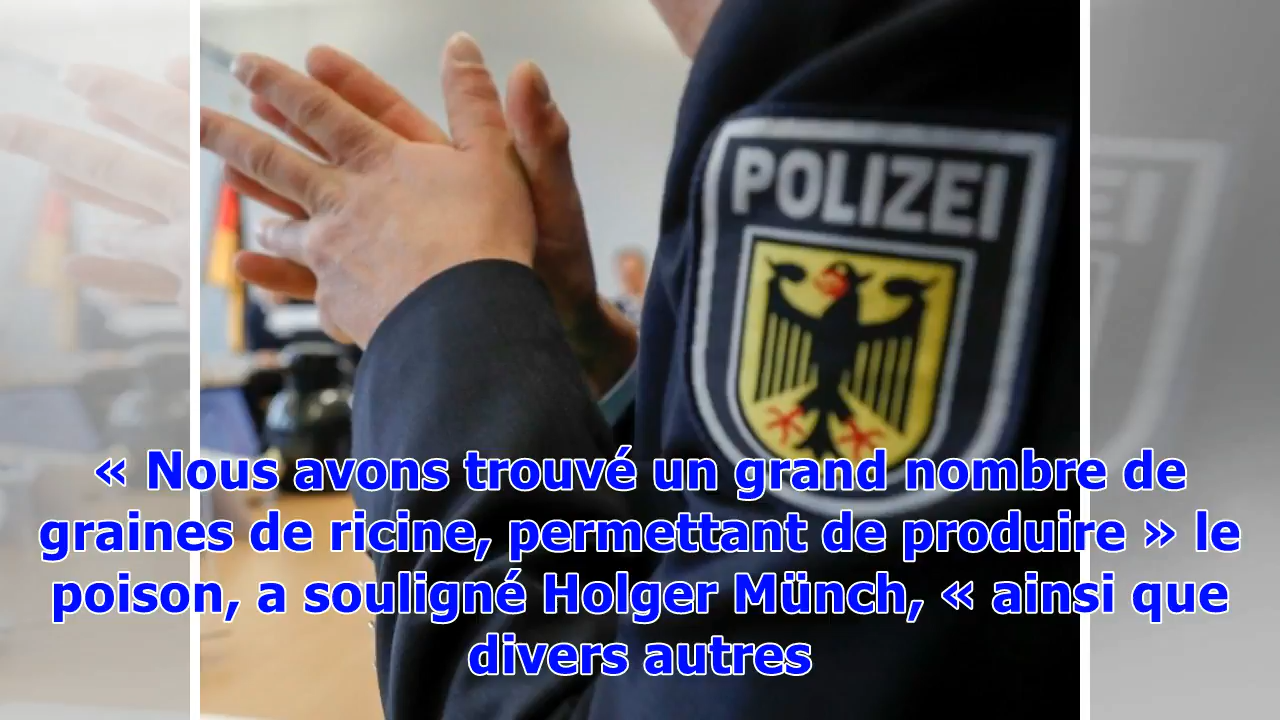 POLIZEI
« Nous avons trouvé un grand nombre de
graines de ricine, permettant de produire » le
poison, a souligné Holger Münch, « ainsi que
divers autres